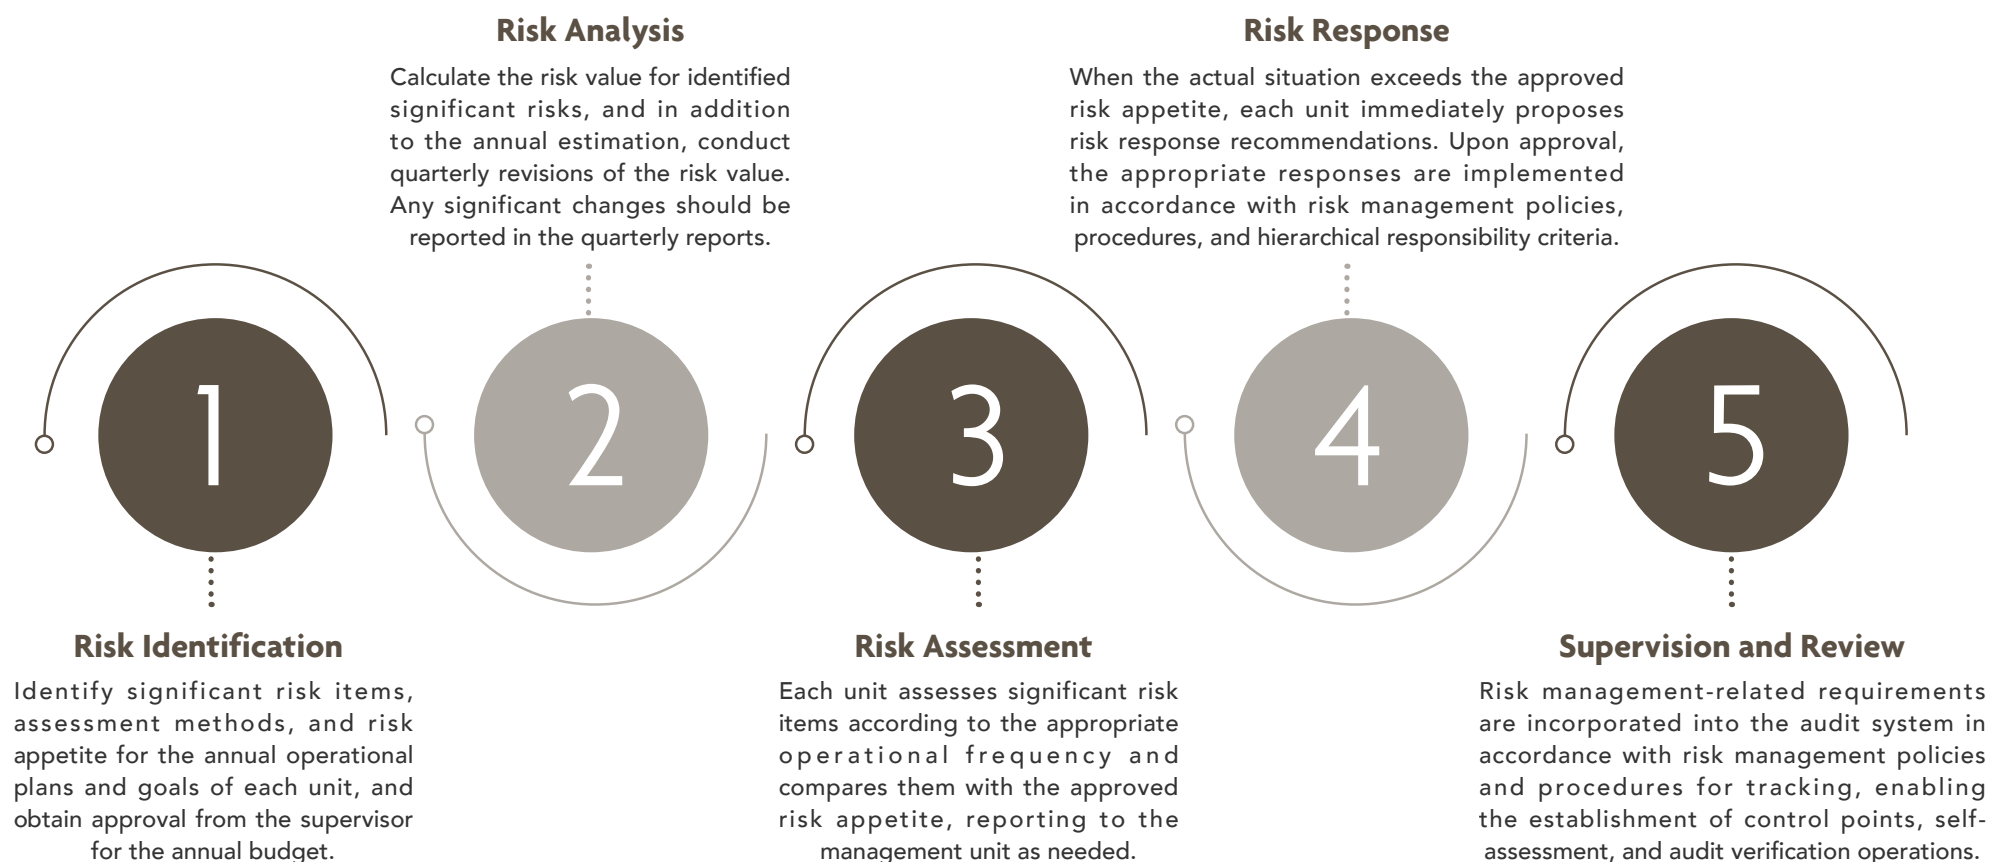 1
Risk Identification
Identify significant risk items,
assessment methods, and risk
appetite for the annual operational
plans and goals of each unit, and
obtain approval from the supervisor
for the annual budget.
Risk Analysis
Calculate the risk value for identified
significant risks, and in addition
to the annual estimation, conduct
quarterly revisions of the risk value.
Any significant changes should be
reported in the quarterly reports.
2
3
Risk Assessment
Each unit assesses significant risk
items according to the appropriate
operational frequency and
compares them with the approved
risk appetite, reporting to the
management unit as needed.
Risk Response
When the actual situation exceeds the approved
risk appetite, each unit immediately proposes
risk response recommendations. Upon approval,
the appropriate responses are implemented
in accordance with risk management policies,
procedures, and hierarchical responsibility criteria.
4
5
Supervision and Review
Risk management-related requirements
are incorporated into the audit system in
accordance with risk management policies
and procedures for tracking, enabling
the establishment of control points, self-
assessment, and audit verification operations.